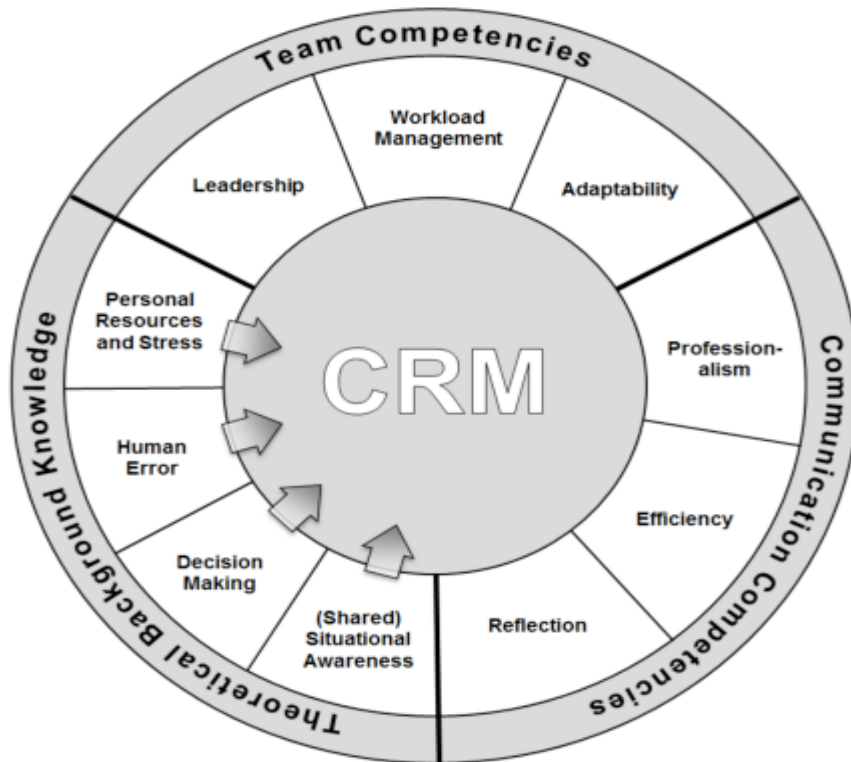 Team Competencies
Workload
Management
Leadership
Adaptability
Personal
Resources
and Stress
Profession-
alism
CRM
Human
Error
Efficiency
Decision
Making
(Shared)
Situational
Awareness
Reflection
Theoretical Background Knowledge
Communication Competencies